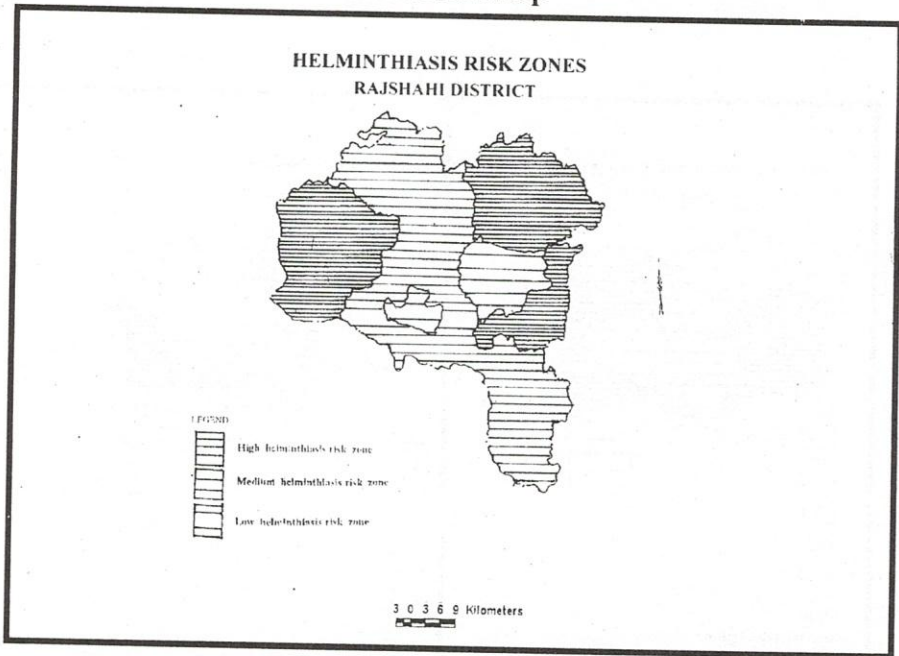 HELMINTHIASIS RISK ZONES
RAJSHAHI DISTRICT
LEGEND
High helminthiasis risk zone
Medium helminthiasis risk zone
Low helminthiasis risk zone
3 0 3 6 9 Kilometers